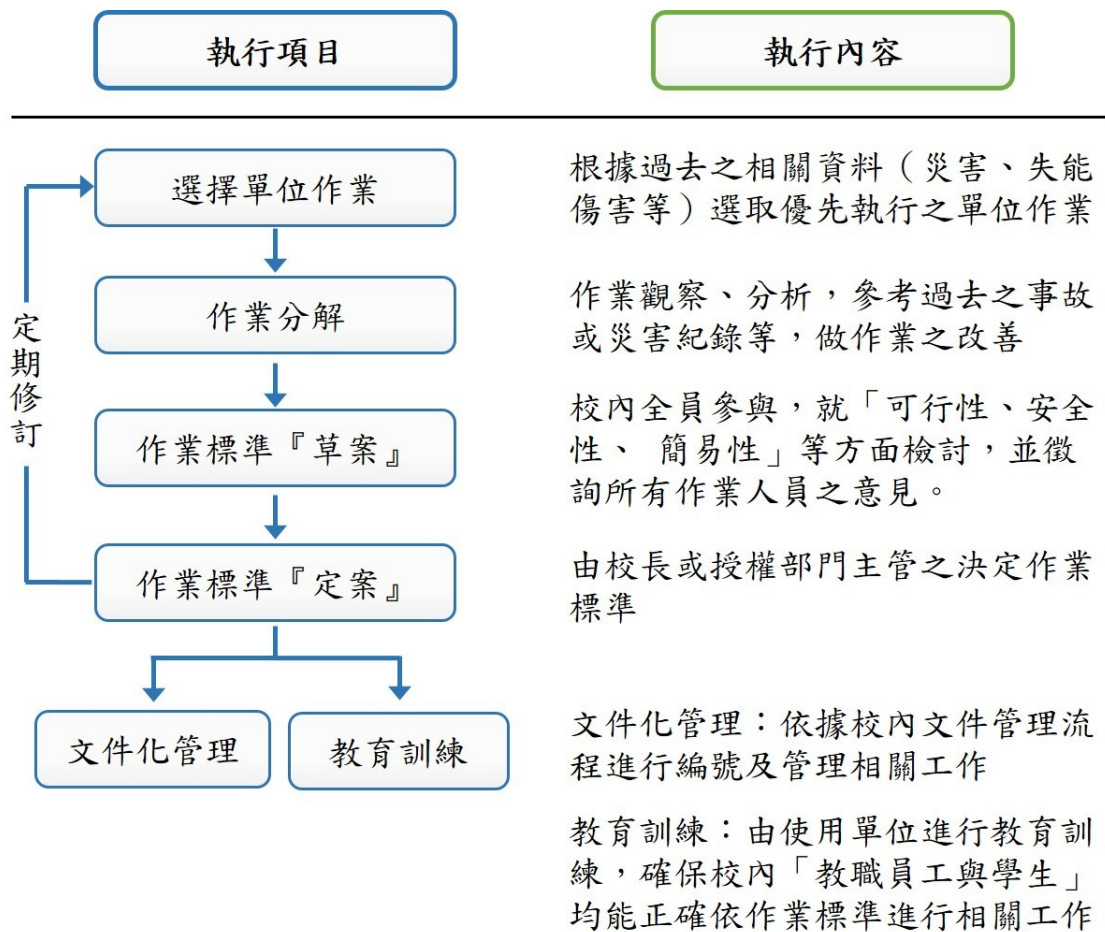 執行項目
執行內容
選擇單位作業
根據過去之相關資料（災害、失能
傷害等）選取優先執行之單位作業
作業分解
作業觀察、分析，參考過去之事故
或災害紀錄等，做作業之改善
定期修訂
作業標準『草案』
校內全員參與，就「可行性、安全
性、 簡易性」等方面檢討，並徵
詢所有作業人員之意見。
作業標準『定案』
由校長或授權部門主管之決定作業
標準
文件化管理
教育訓練
文件化管理：依據校內文件管理流
程進行編號及管理相關工作
教育訓練：由使用單位進行教育訓
練，確保校內「教職員工與學生」
均能正確依作業標準進行相關工作